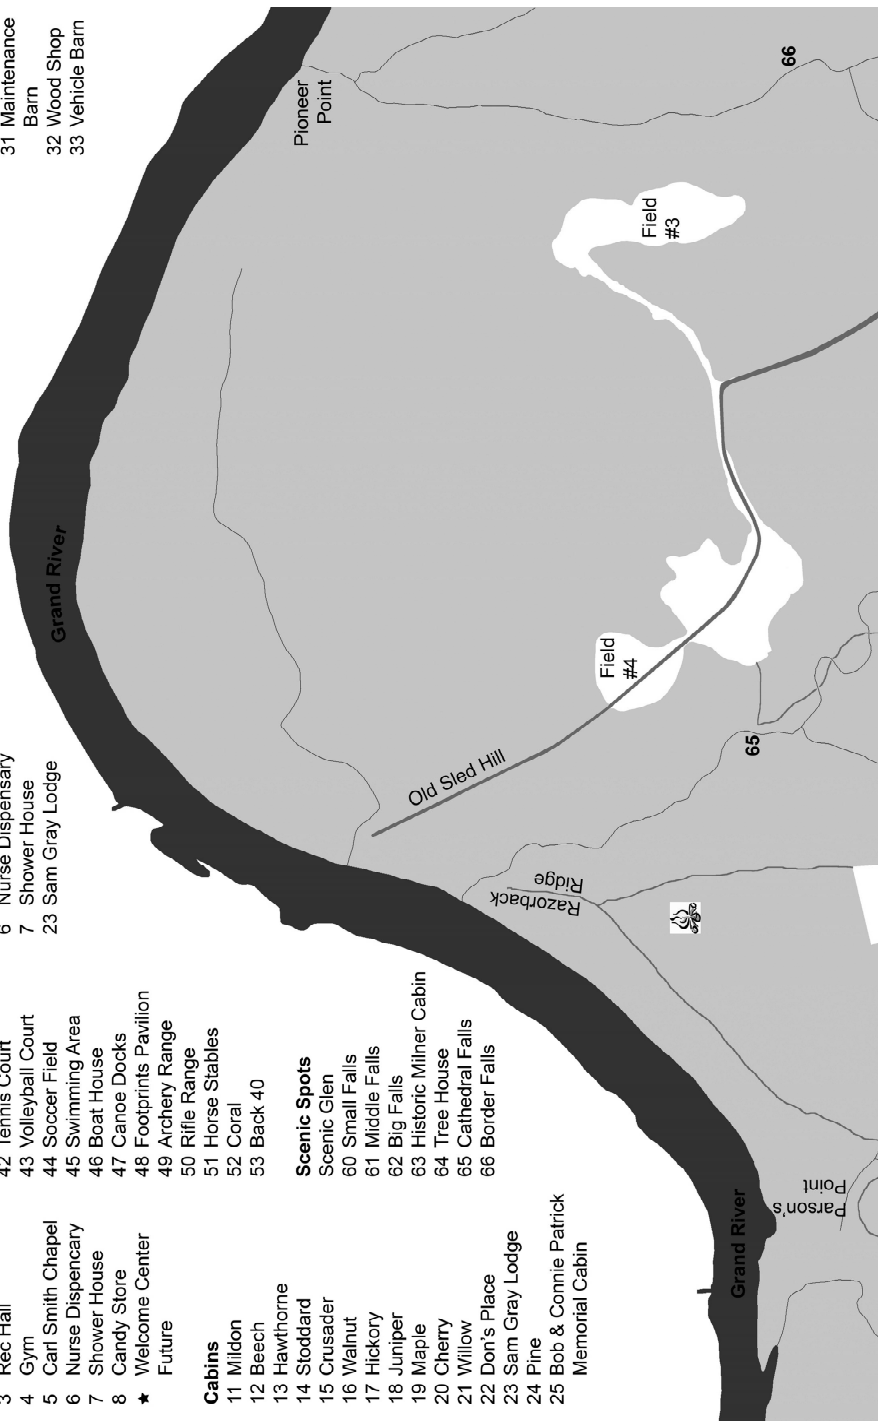 3 Rec Hall
4 Gym
5 Carl Smith Chapel
6 Nurse Dispencary
7 Shower House
8 Candy Store
★ Welcome Center
Future
Cabins
11 Mildon
12 Beech
13 Hawthorne
14 Stoddard
15 Crusader
16 Walnut
17 Hickory
18 Juniper
19 Maple
20 Cherry
21 Willow
22 Don's Place
23 Sam Gray Lodge
24 Pine
25 Bob & Connie Patrick
Memorial Cabin
42 Tennis Court
43 Volleyball Court
44 Soccer Field
45 Swimming Area
46 Boat House
47 Canoe Docks
48 Footprints Pavilion
49 Archery Range
50 Rifle Range
51 Horse Stables
52 Coral
53 Back 40
Scenic Spots
Scenic Glen
60 Small Falls
61 Middle Falls
62 Big Falls
63 Historic Milner Cabin
64 Tree House
65 Cathedral Falls
66 Border Falls
6 Nurse Dispensary
7 Shower House
23 Sam Gray Lodge
31 Maintenance
Barn
32 Wood Shop
33 Vehicle Barn
Grand River
Grand River
Pioneer
Point
66
Field
#3
Field
#4
Old Sled Hill
65
Razorback
Ridge
Parson's
Point